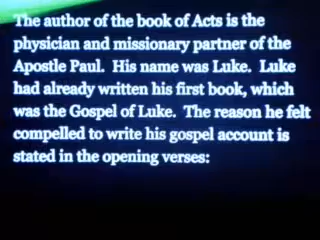 The author of the book of Acts is the
physician and missionary partner of the
Apostle Paul.  His name was Luke.  Luke
had already written his first book, which
was the Gospel of Luke.  The reason he felt
compelled to write his gospel account is
stated in the opening verses: